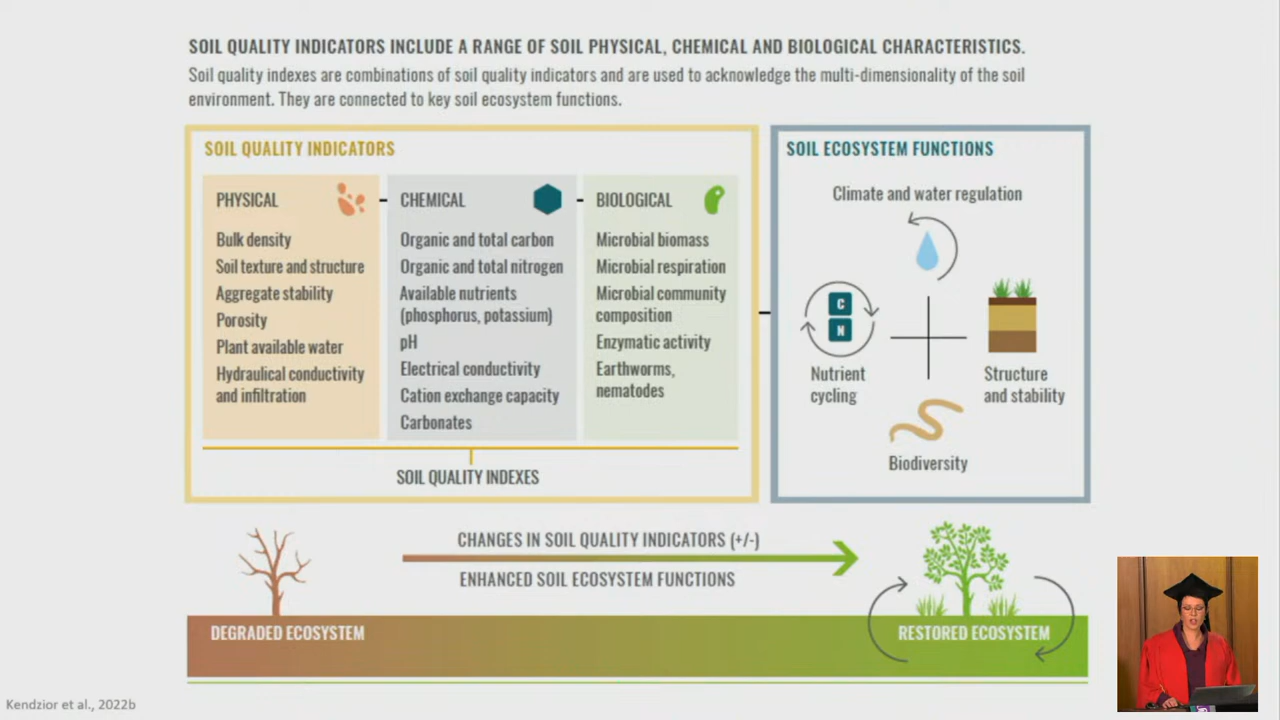 SOIL QUALITY INDICATORS INCLUDE A RANGE OF SOIL PHYSICAL, CHEMICAL AND BIOLOGICAL CHARACTERISTICS.
Soil quality indexes are combinations of soil quality indicators and are used to acknowledge the multi-dimensionality of the soil
environment. They are connected to key soil ecosystem functions.
SOIL QUALITY INDICATORS
PHYSICAL
Bulk density
Soil texture and structure
Aggregate stability
Porosity
Plant available water
Hydraulical conductivity
and infiltration
CHEMICAL
Organic and total carbon
Organic and total nitrogen
Available nutrients
(phosphorus, potassium)
pH
Electrical conductivity
Cation exchange capacity
Carbonates
BIOLOGICAL
Microbial biomass
Microbial respiration
Microbial community
composition
Enzymatic activity
Earthworms,
nematodes
SOIL QUALITY INDEXES
SOIL ECOSYSTEM FUNCTIONS
Climate and water regulation
C
N
Nutrient
cycling
Structure
and stability
Biodiversity
CHANGES IN SOIL QUALITY INDICATORS (+/-)
ENHANCED SOIL ECOSYSTEM FUNCTIONS
DEGRADED ECOSYSTEM
RESTORED ECOSYSTEM
Kendzior et al., 2022b